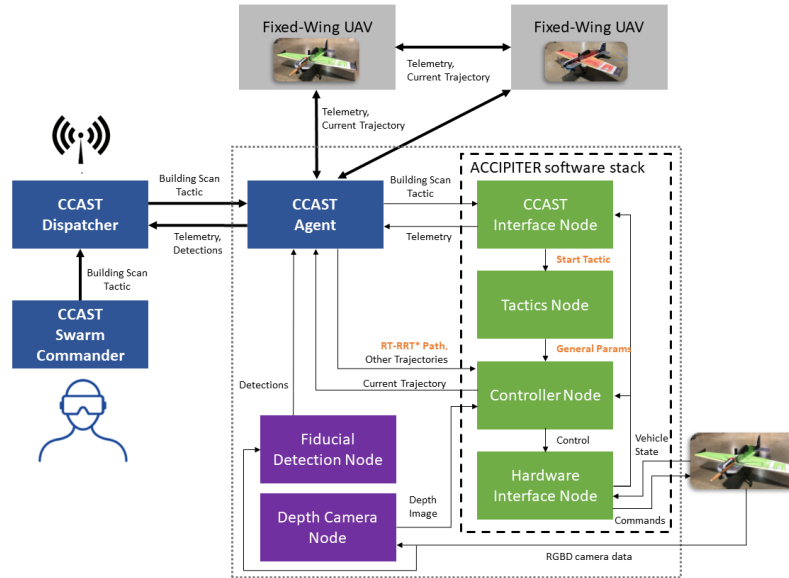 Fixed-Wing UAV
Fixed-Wing UAV
Telemetry,
Current Trajectory
Telemetry,
Current Trajectory
ACCIPITER software stack
CCAST
Dispatcher
Building Scan
Tactic
CCAST
Agent
Building Scan
Tactic
CCAST
Interface Node
Telemetry,
Detections
Telemetry
Start Tactic
Building Scan
Tactic
Tactics Node
CCAST
Swarm
Commander
RT-RRT* Path,
Other Trajectories
General Params
Detections
Current Trajectory
Controller Node
Fiducial
Detection Node
Control
Vehicle
State
Hardware
Interface Node
Depth Camera
Node
Depth
Image
Commands
RGBD camera data